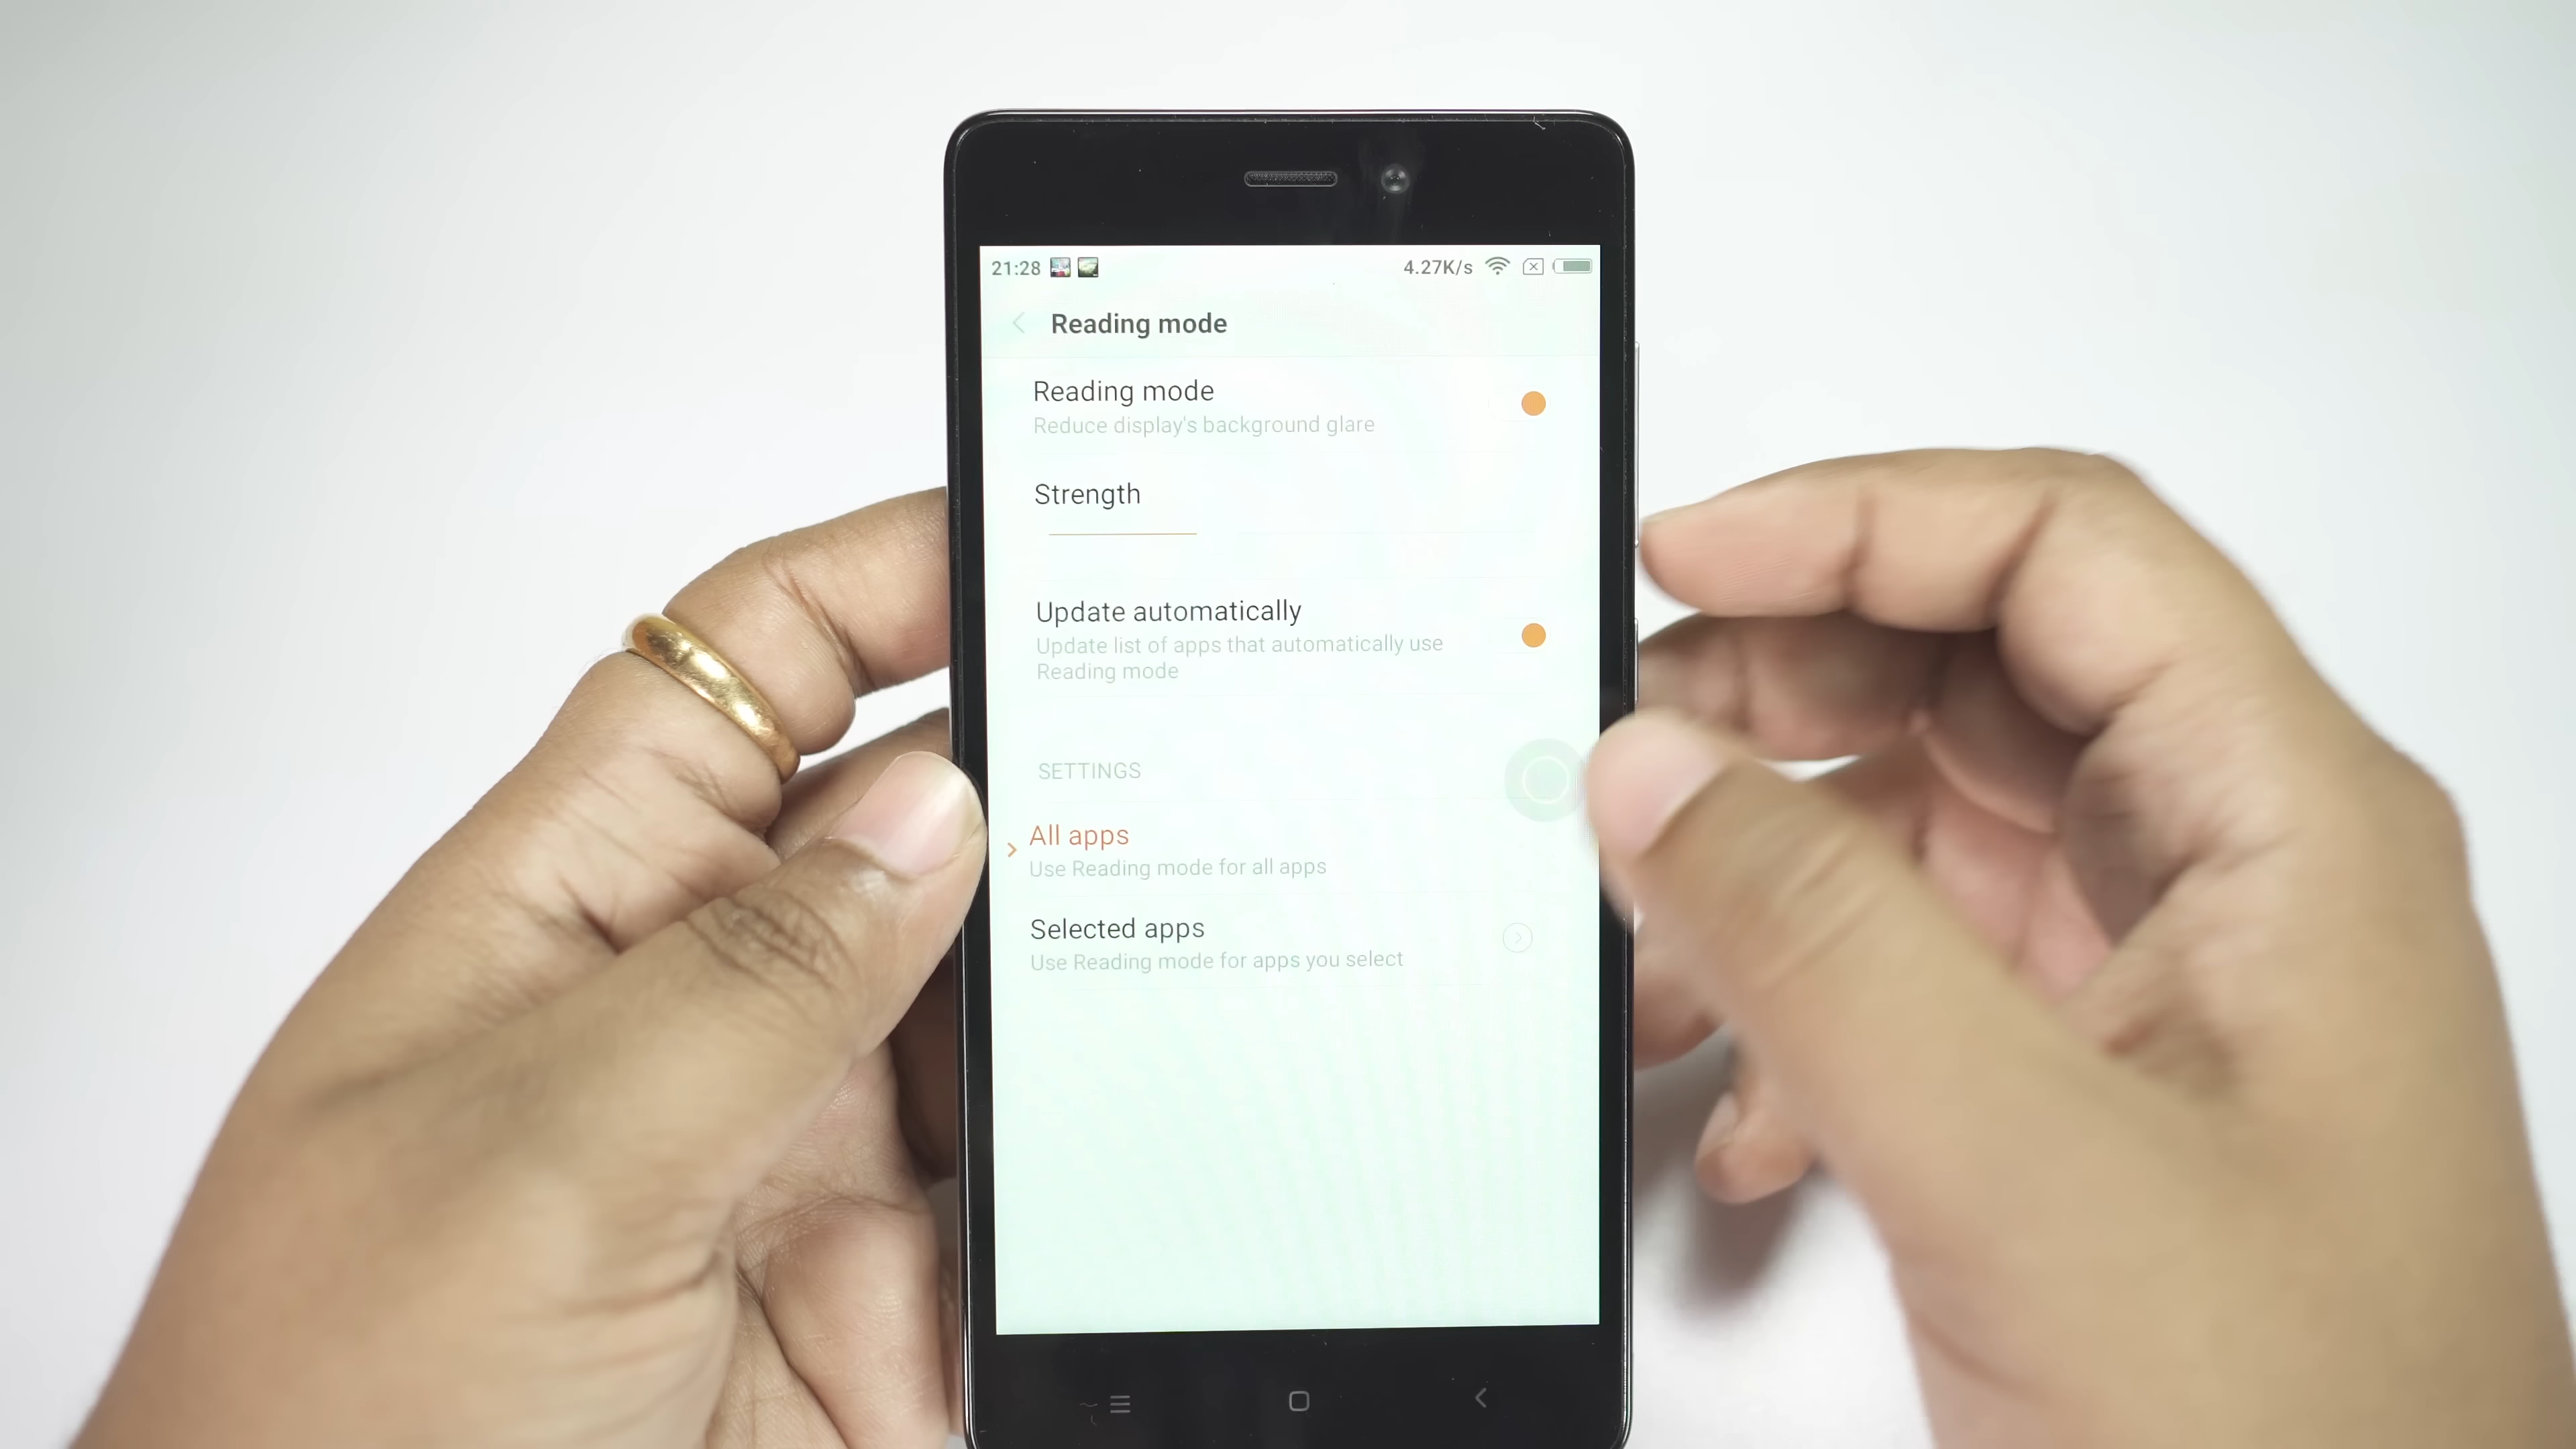 21:28 4.27K/s
Reading mode
Reading mode
Reduce display's background glare
Strength
Update automatically
Update list of apps that automatically use
Reading mode
SETTINGS
All apps
Use Reading mode for all apps
Selected apps
Use Reading mode for apps you select